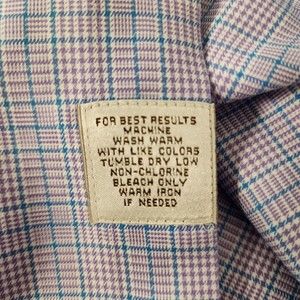 FOR BEST RESULTS
MACHINE
WASH WARM
WITH LIKE COLORS
TUMBLE DRY LOW
NON-CHLORINE
BLEACH ONLY
WARM IRON
IF NEEDED